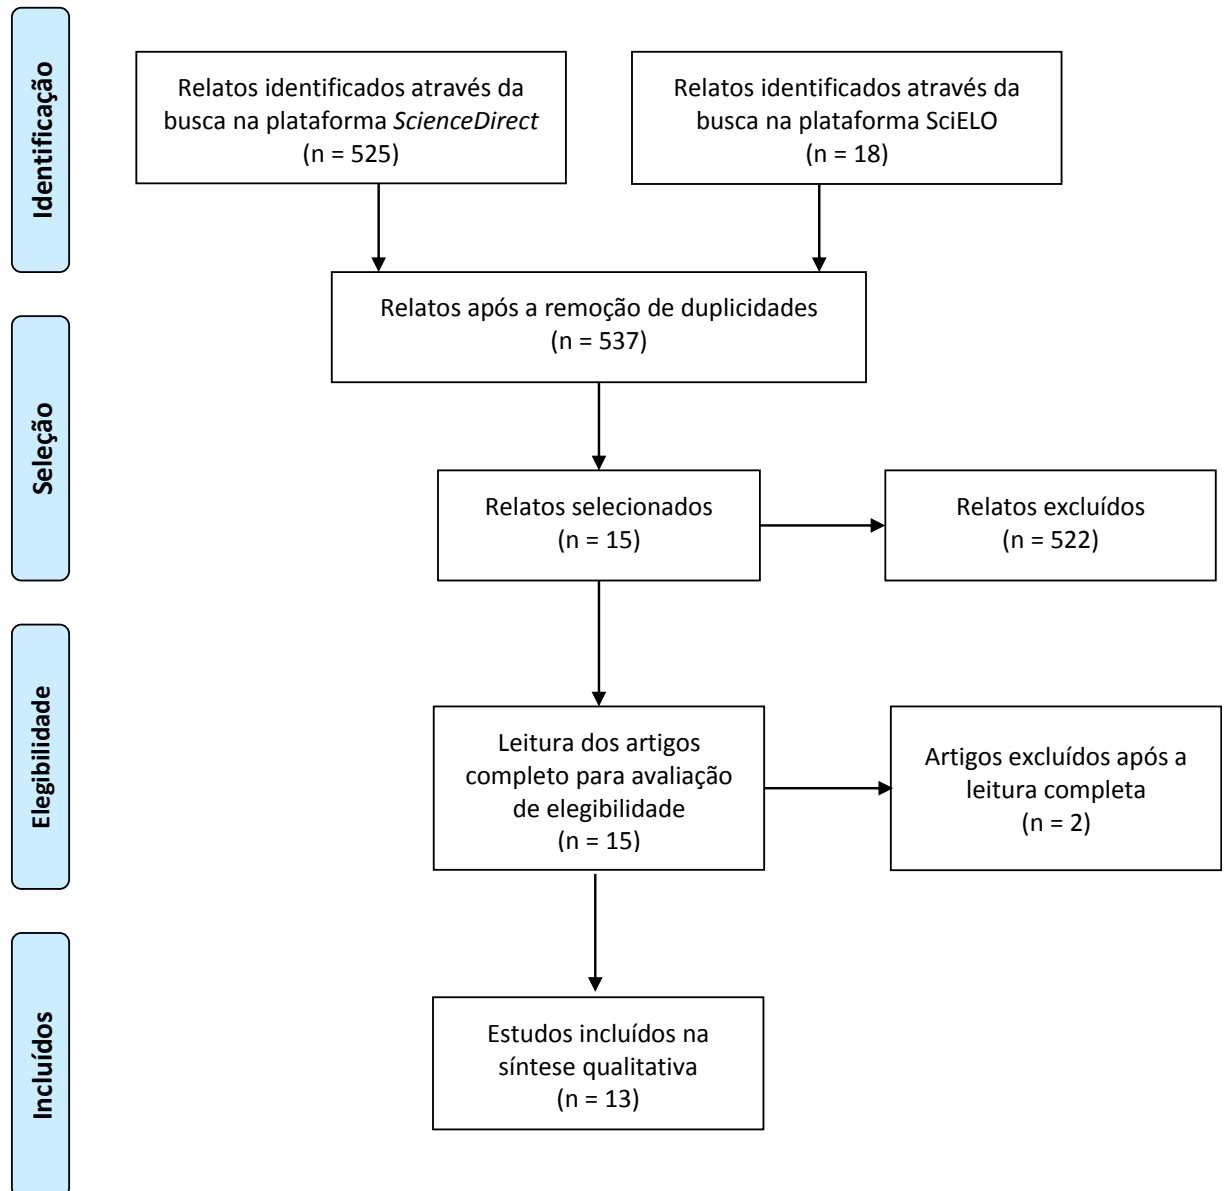 Identificação
Relatos identificados através da
busca na plataforma ScienceDirect
(n = 525)
Relatos identificados através da
busca na plataforma SciELO
(n = 18)
Relatos após a remoção de duplicidades
(n = 537)
Seleção
Relatos selecionados
(n = 15)
Relatos excluídos
(n = 522)
Elegibilidade
Leitura dos artigos
completo para avaliação
de elegibilidade
(n = 15)
Artigos excluídos após a
leitura completa
(n = 2)
Incluídos
Estudos incluídos na
síntese qualitativa
(n = 13)